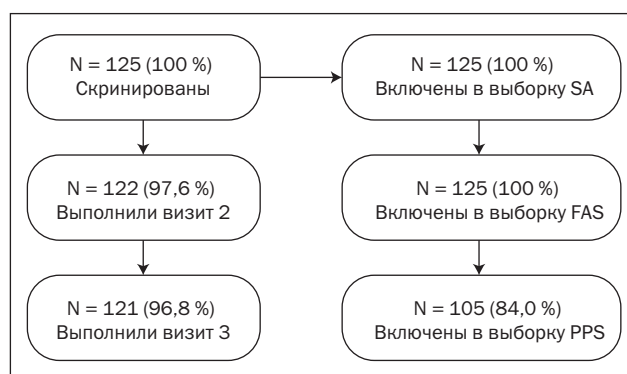 N = 125 (100 %)
Скринированы
N = 125 (100 %)
Включены в выборку SA
N = 122 (97,6 %)
Выполнили визит 2
N = 125 (100 %)
Включены в выборку FAS
N = 121 (96,8 %)
Выполнили визит 3
N = 105 (84,0 %)
Включены в выборку PPS